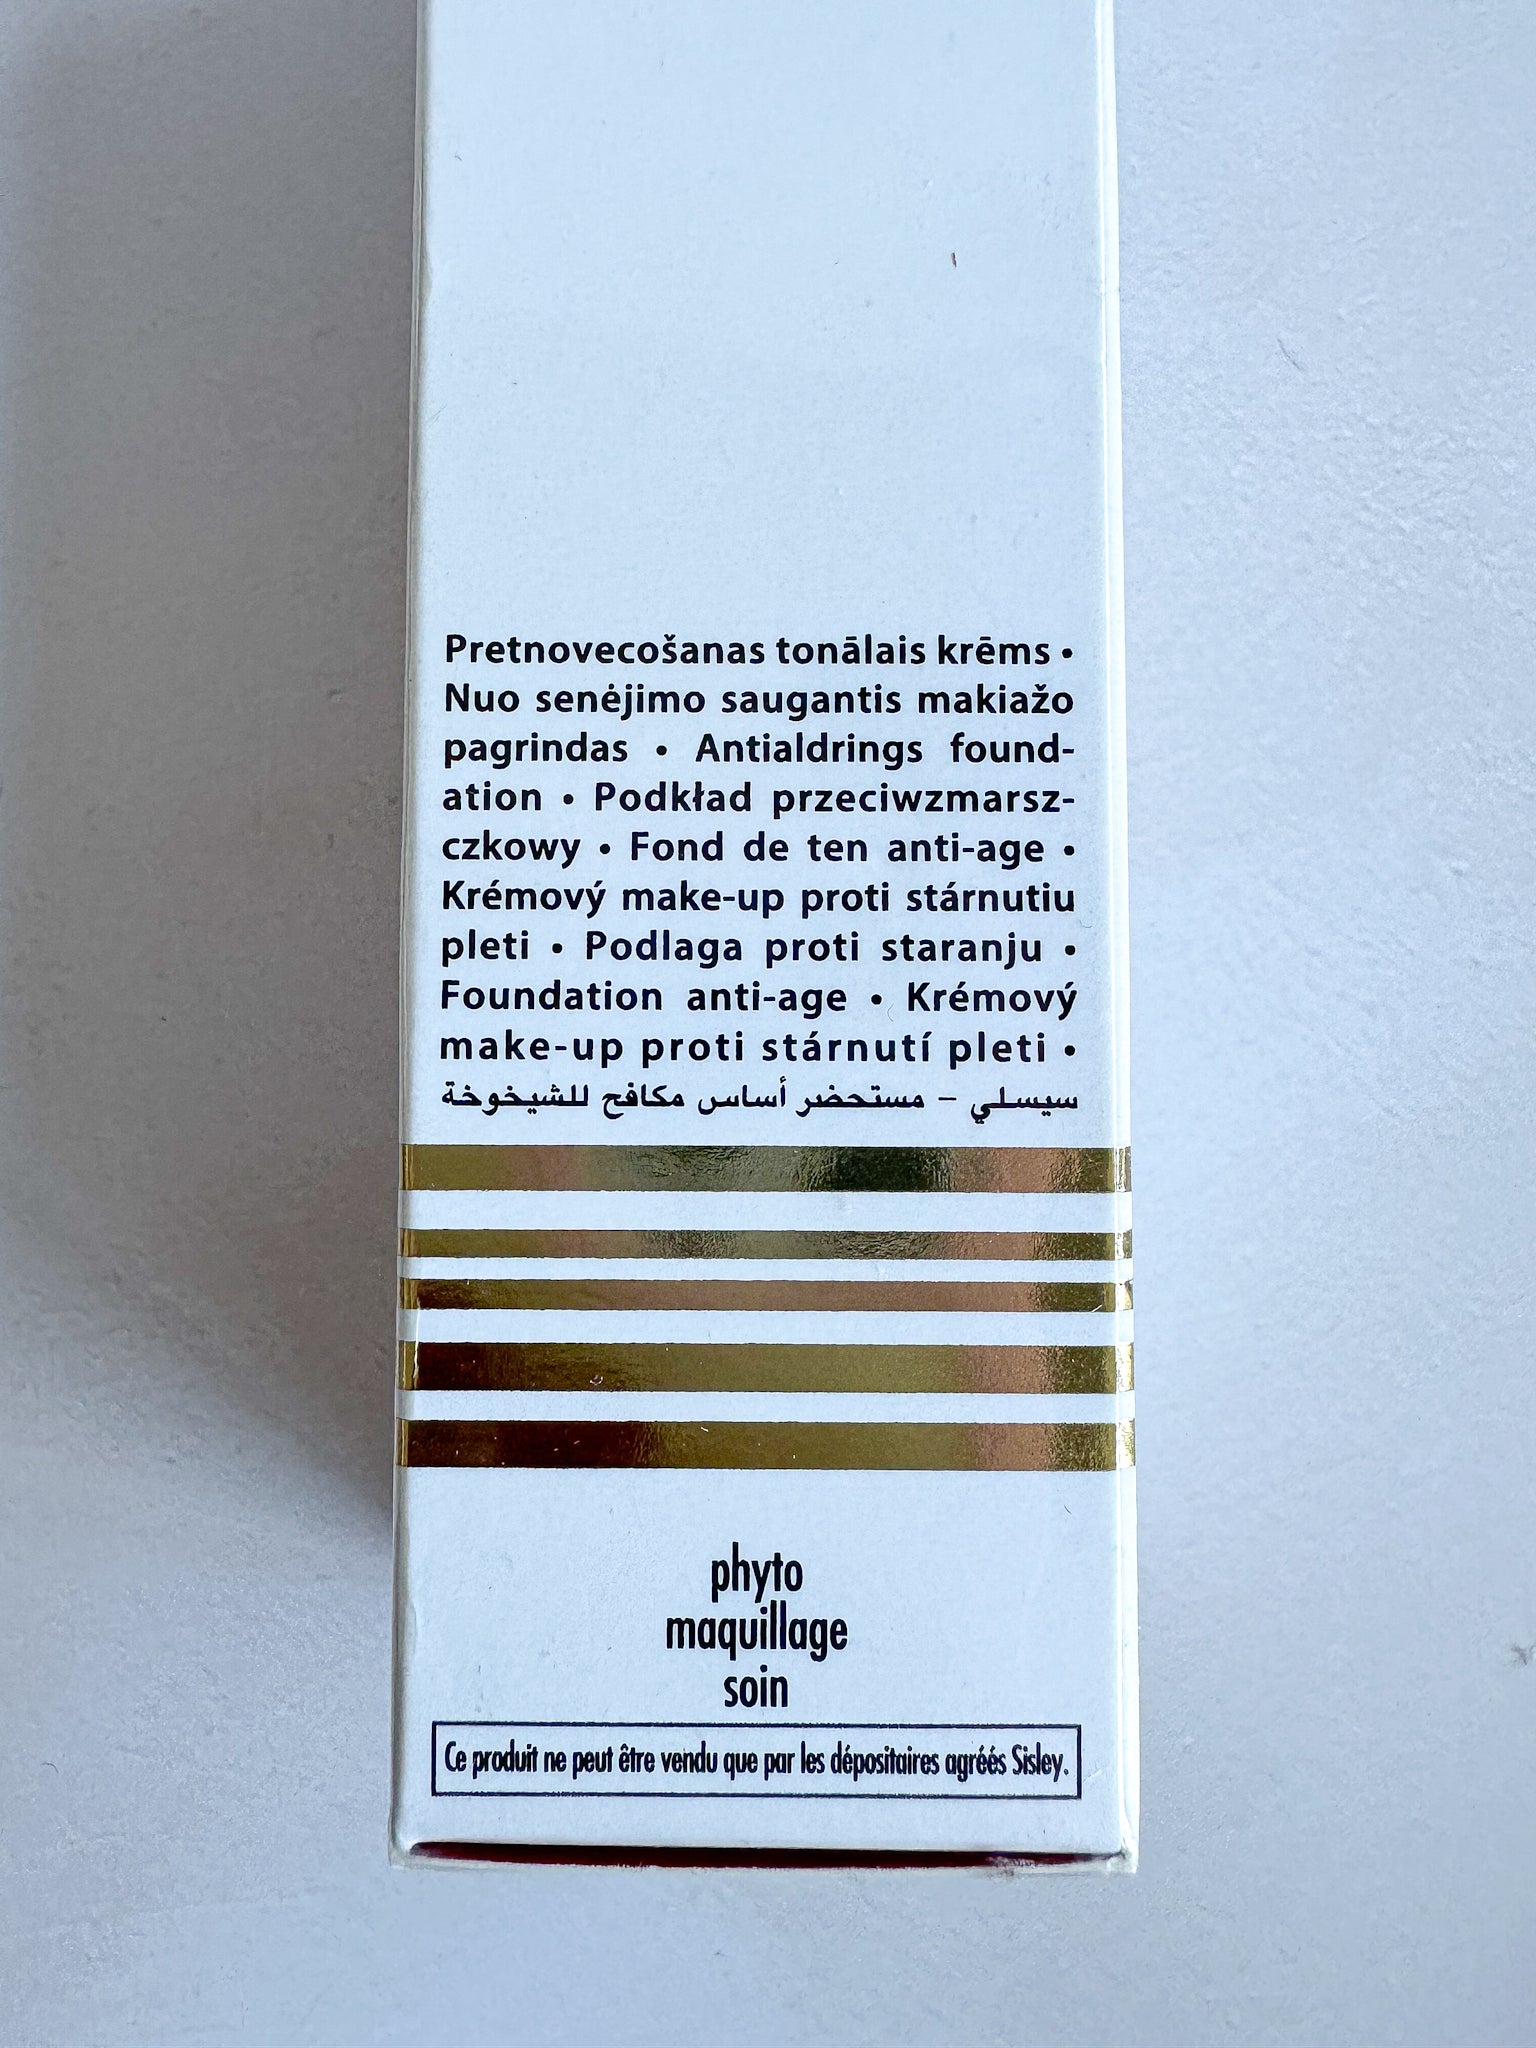 Pretnovecošanas tonālais krēms •
Nuo senėjimo saugantis makiažo
pagrindas • Antialdrings found-
ation • Podkład przeciwzmarsz-
czkowy • Fond de ten anti-age •
Krémový make-up proti stárnutiu
pleti • Podlaga proti staranju •
Foundation anti-age • Krémový
make-up proti stárnutí pleti •
سيسلي – مستحضر أساس مكافح للشيخوخة
phyto
maquillage
soin
Ce produit ne peut être vendu que par les dépositaires agréés Sisley.